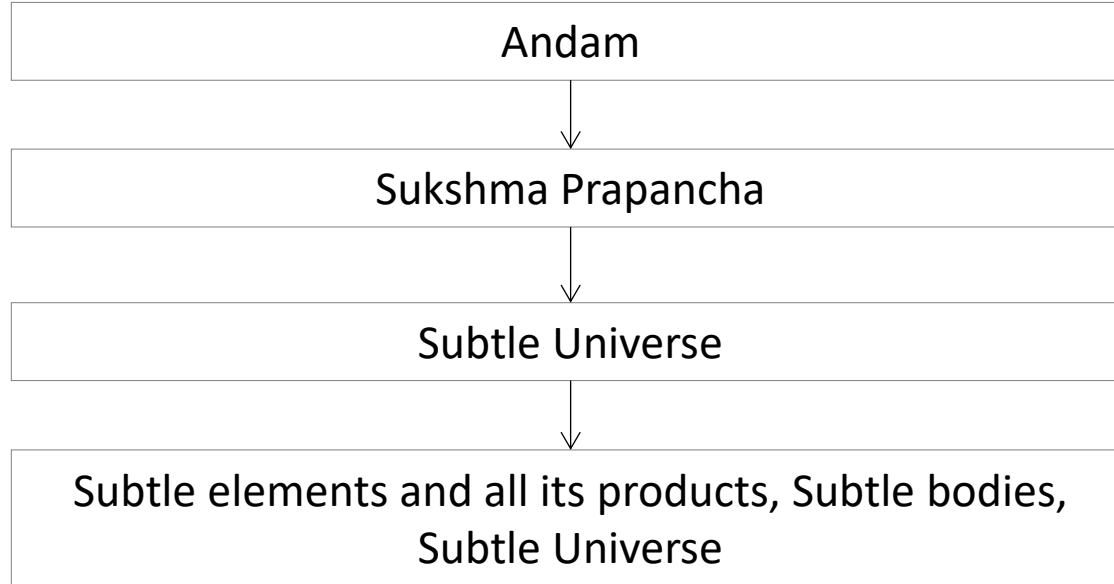 Andam
Sukshma Prapancha
Subtle Universe
Subtle elements and all its products, Subtle bodies,
Subtle Universe